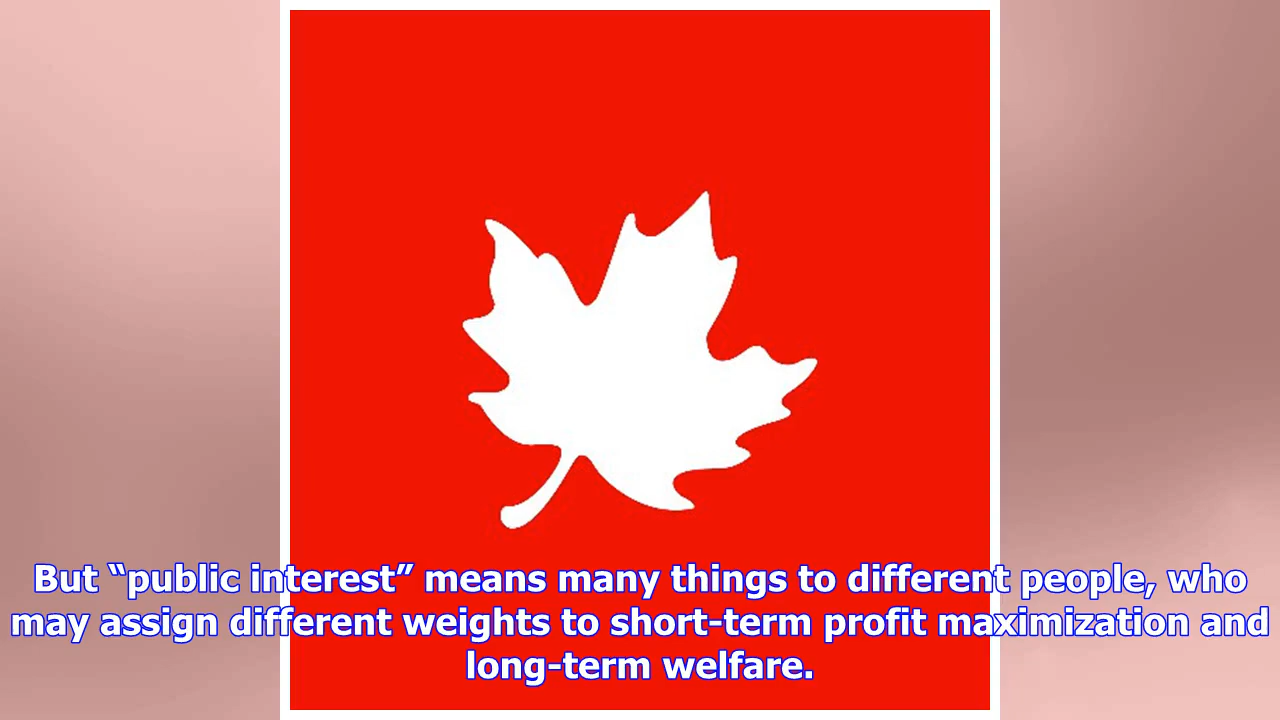 But “public interest” means many things to different people, who
may assign different weights to short-term profit maximization and
long-term welfare.